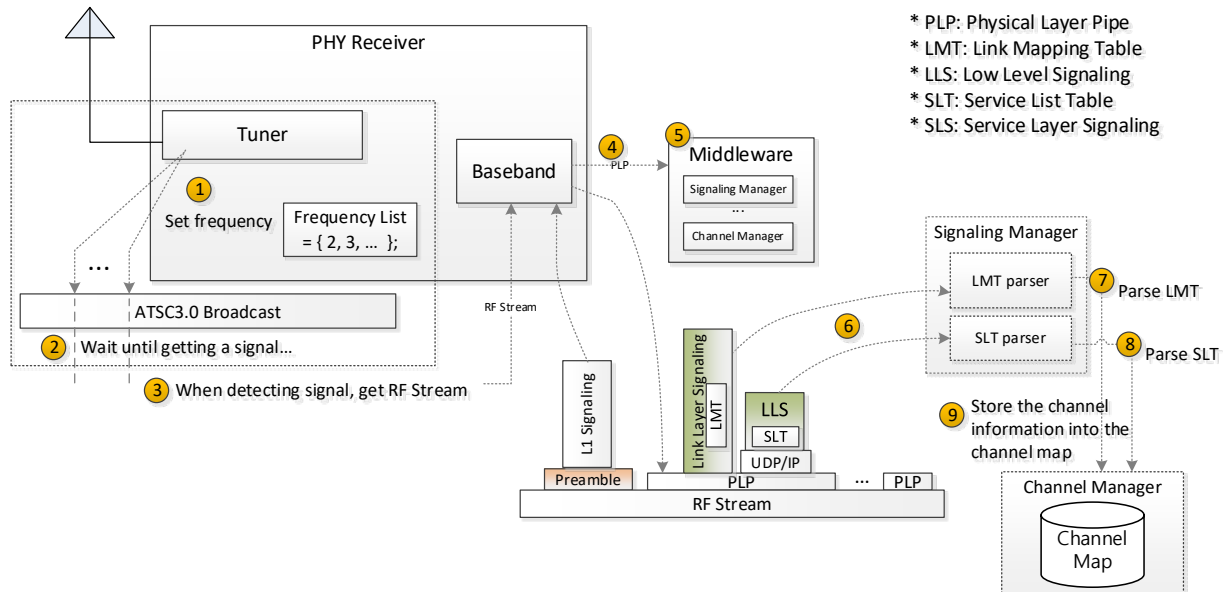 PHY Receiver
Tuner
1
Set frequency
Frequency List
= { 2, 3, ... };
Baseband
4
PLP
5
Middleware
Signaling Manager
...
Channel Manager
* PLP: Physical Layer Pipe
* LMT: Link Mapping Table
* LLS: Low Level Signaling
* SLT: Service List Table
* SLS: Service Layer Signaling
...
ATSC3.0 Broadcast
2 Wait until getting a signal...
3 When detecting signal, get RF Stream
RF Stream
L1 Signaling
Preamble
Link Layer Signaling
LMT
LLS
SLT
UDP/IP
PLP
...
PLP
RF Stream
6
Signaling Manager
LMT parser
SLT parser
7
Parse LMT
8
Parse SLT
9
Store the channel
information into the
channel map
Channel Manager
Channel
Map